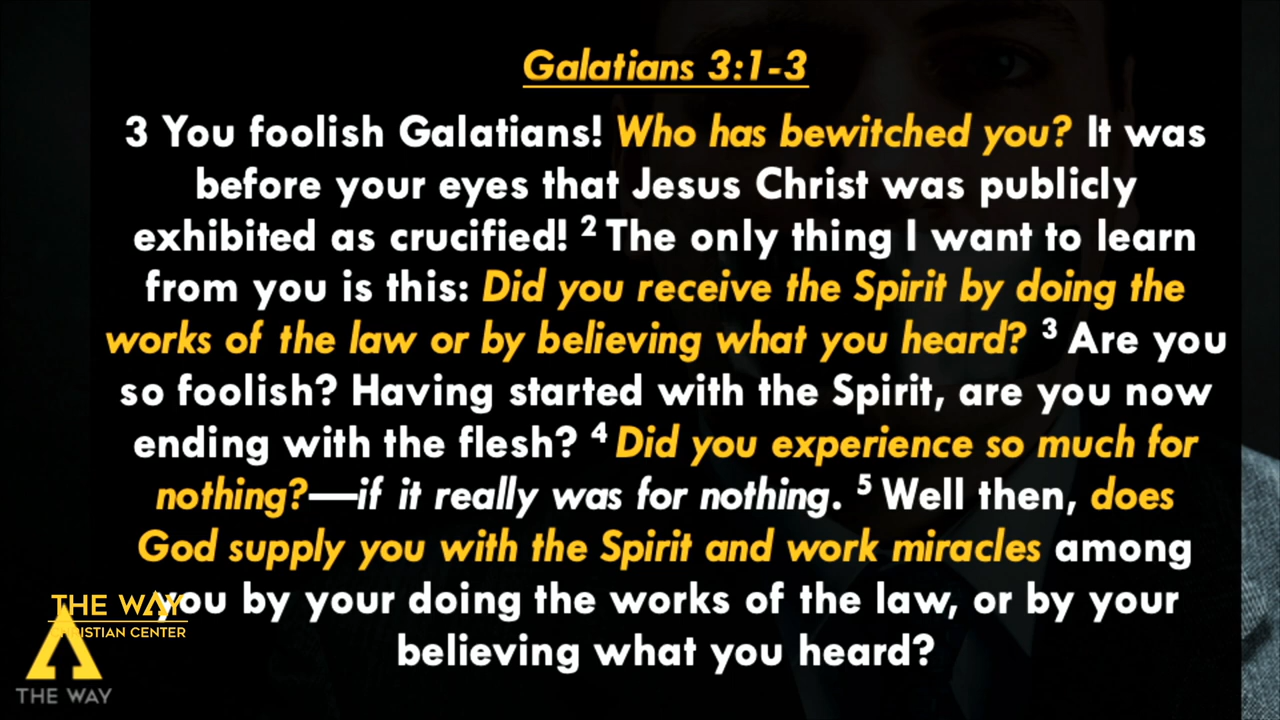 Galatians 3:1-3
3 You foolish Galatians! Who has bewitched you? It was
before your eyes that Jesus Christ was publicly
exhibited as crucified! ² The only thing I want to learn
from you is this: Did you receive the Spirit by doing the
works of the law or by believing what you heard? ³ Are you
so foolish? Having started with the Spirit, are you now
ending with the flesh? ⁴ Did you experience so much for
nothing?—if it really was for nothing. ⁵ Well then, does
God supply you with the Spirit and work miracles among
you by your doing the works of the law, or by your
believing what you heard?
THE WAY
CENTER
THE WAY